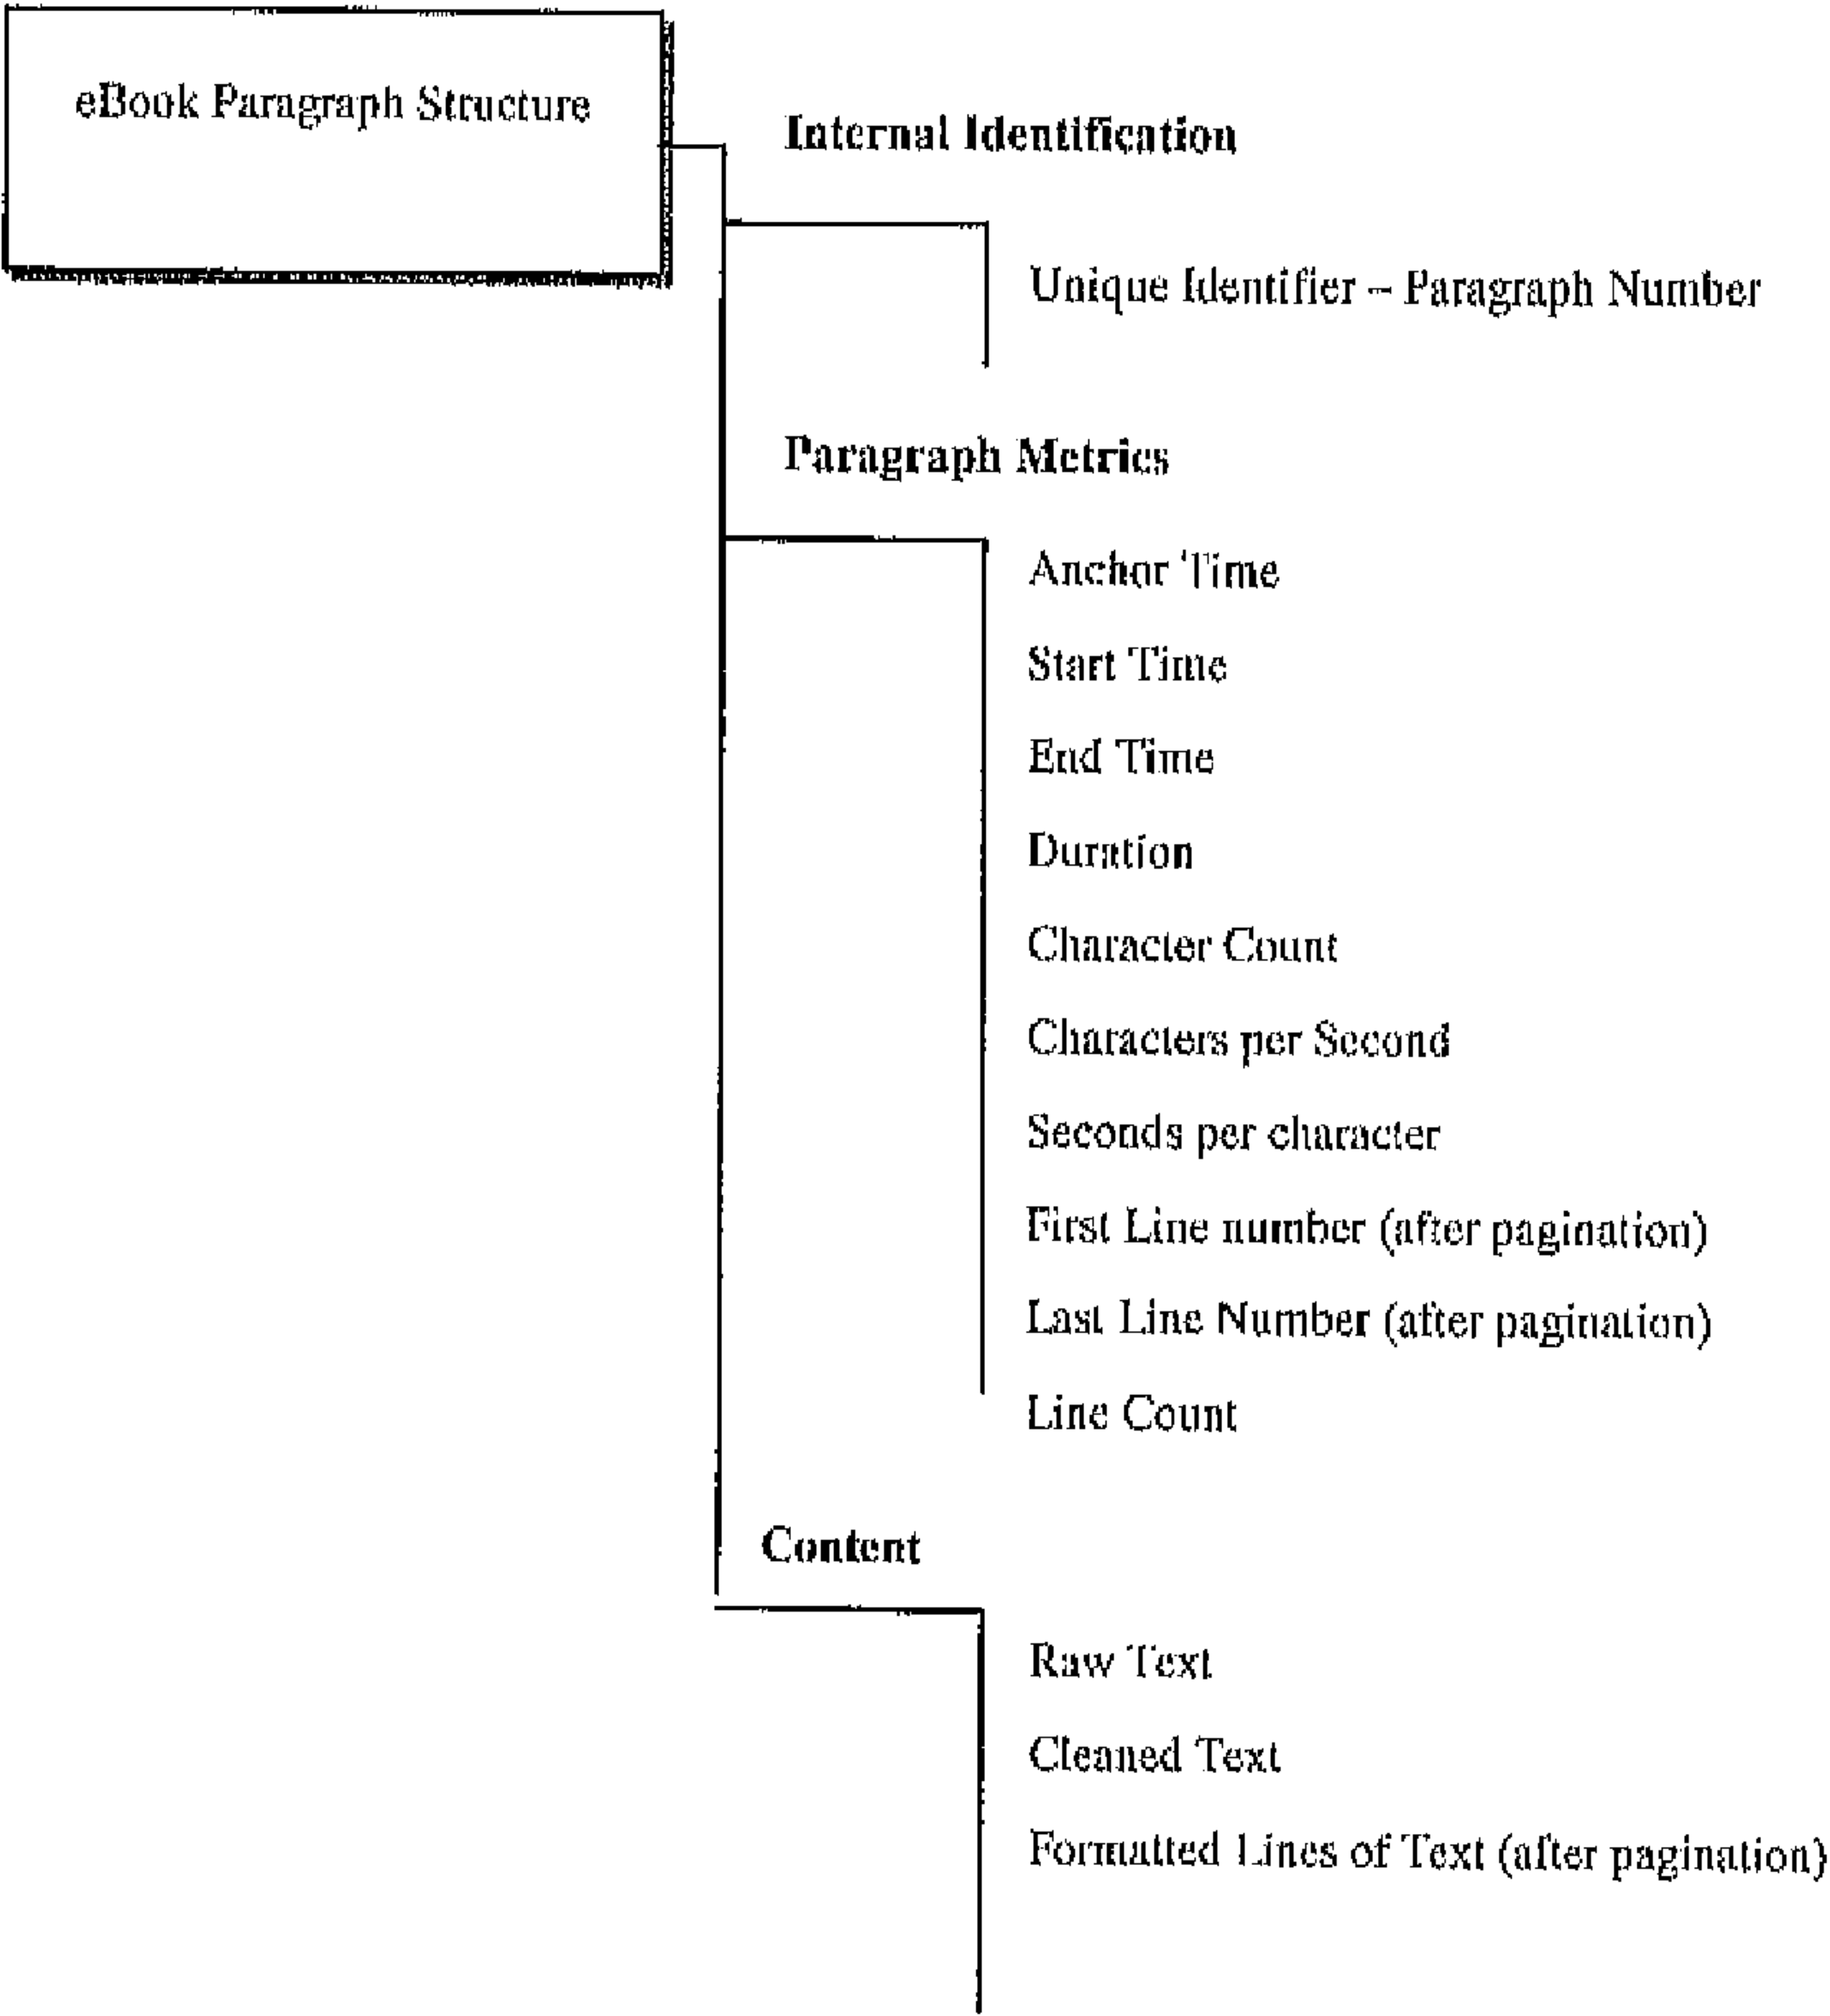 eBook Paragraph Structure
Internal Identification
Unique Identifier – Paragraph Number
Paragraph Metrics
Anchor Time
Start Time
End Time
Duration
Character Count
Characters per Second
Seconds per character
First Line number (after pagination)
Last Line Number (after pagination)
Line Count
Content
Raw Text
Cleaned Text
Formatted Lines of Text (after pagination)